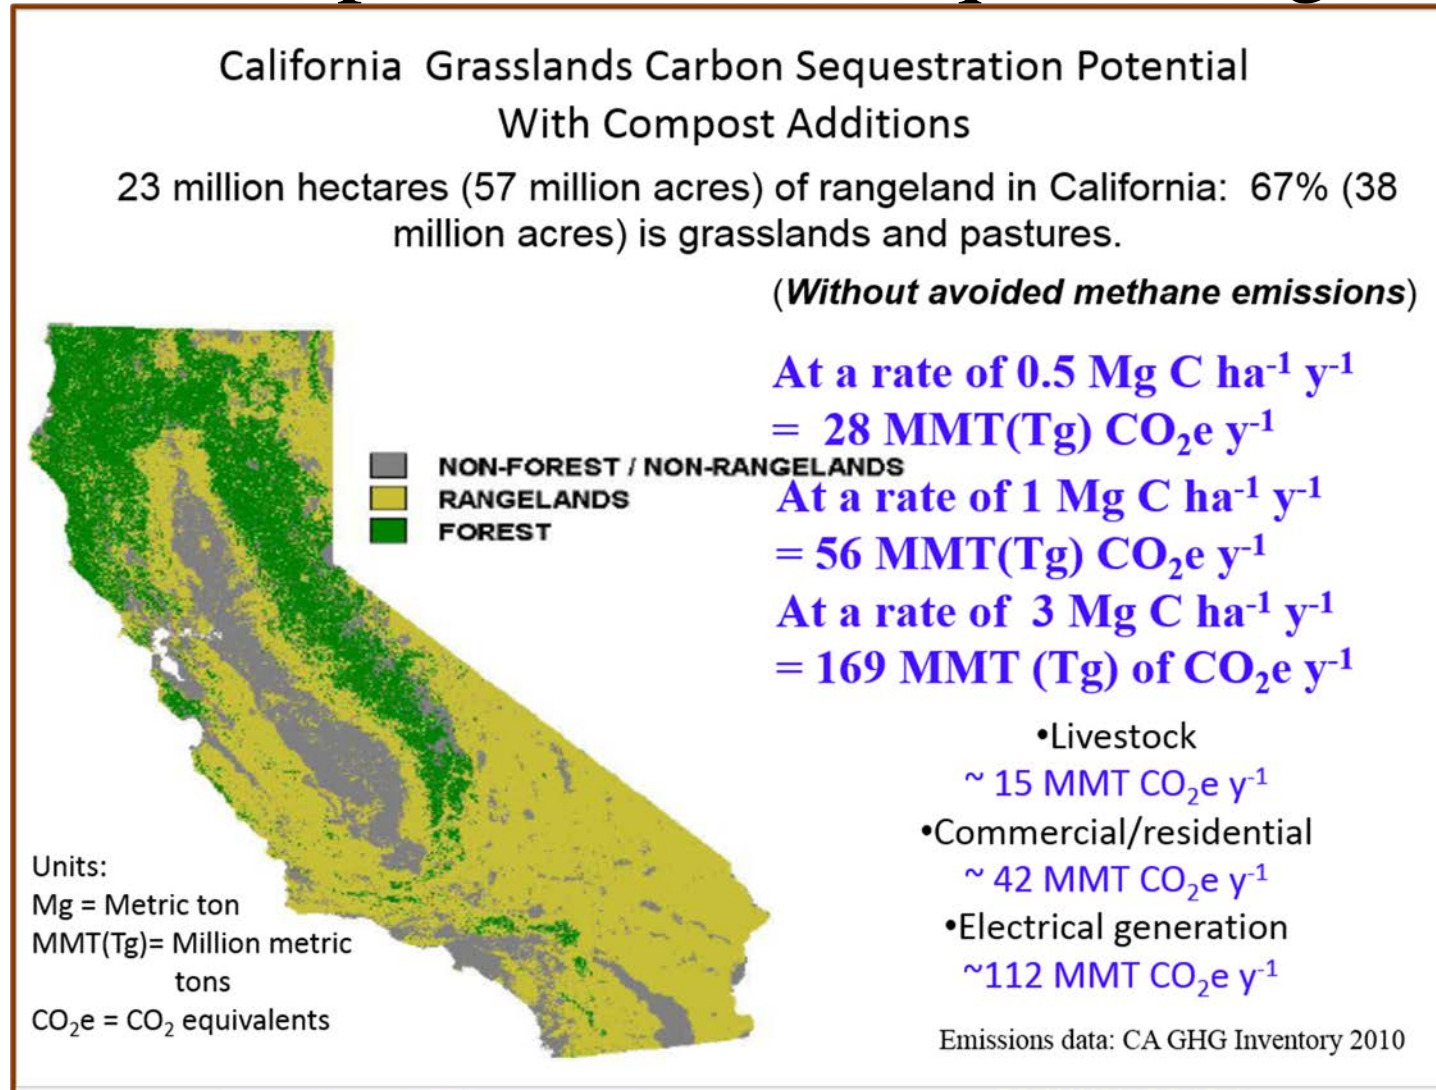 California Grasslands Carbon Sequestration Potential
With Compost Additions
23 million hectares (57 million acres) of rangeland in California: 67% (38
million acres) is grasslands and pastures.
(Without avoided methane emissions)
At a rate of 0.5 Mg C ha⁻¹ y⁻¹
= 28 MMT(Tg) CO₂e y⁻¹
NON-FOREST / NON-RANGELANDS
RANGELANDS
FOREST
At a rate of 1 Mg C ha⁻¹ y⁻¹
= 56 MMT(Tg) CO₂e y⁻¹
At a rate of 3 Mg C ha⁻¹ y⁻¹
= 169 MMT (Tg) of CO₂e y⁻¹
•Livestock
~ 15 MMT CO₂e y⁻¹
•Commercial/residential
~ 42 MMT CO₂e y⁻¹
•Electrical generation
~112 MMT CO₂e y⁻¹
Units:
Mg = Metric ton
MMT(Tg)= Million metric
tons
CO₂e = CO₂ equivalents
Emissions data: CA GHG Inventory 2010